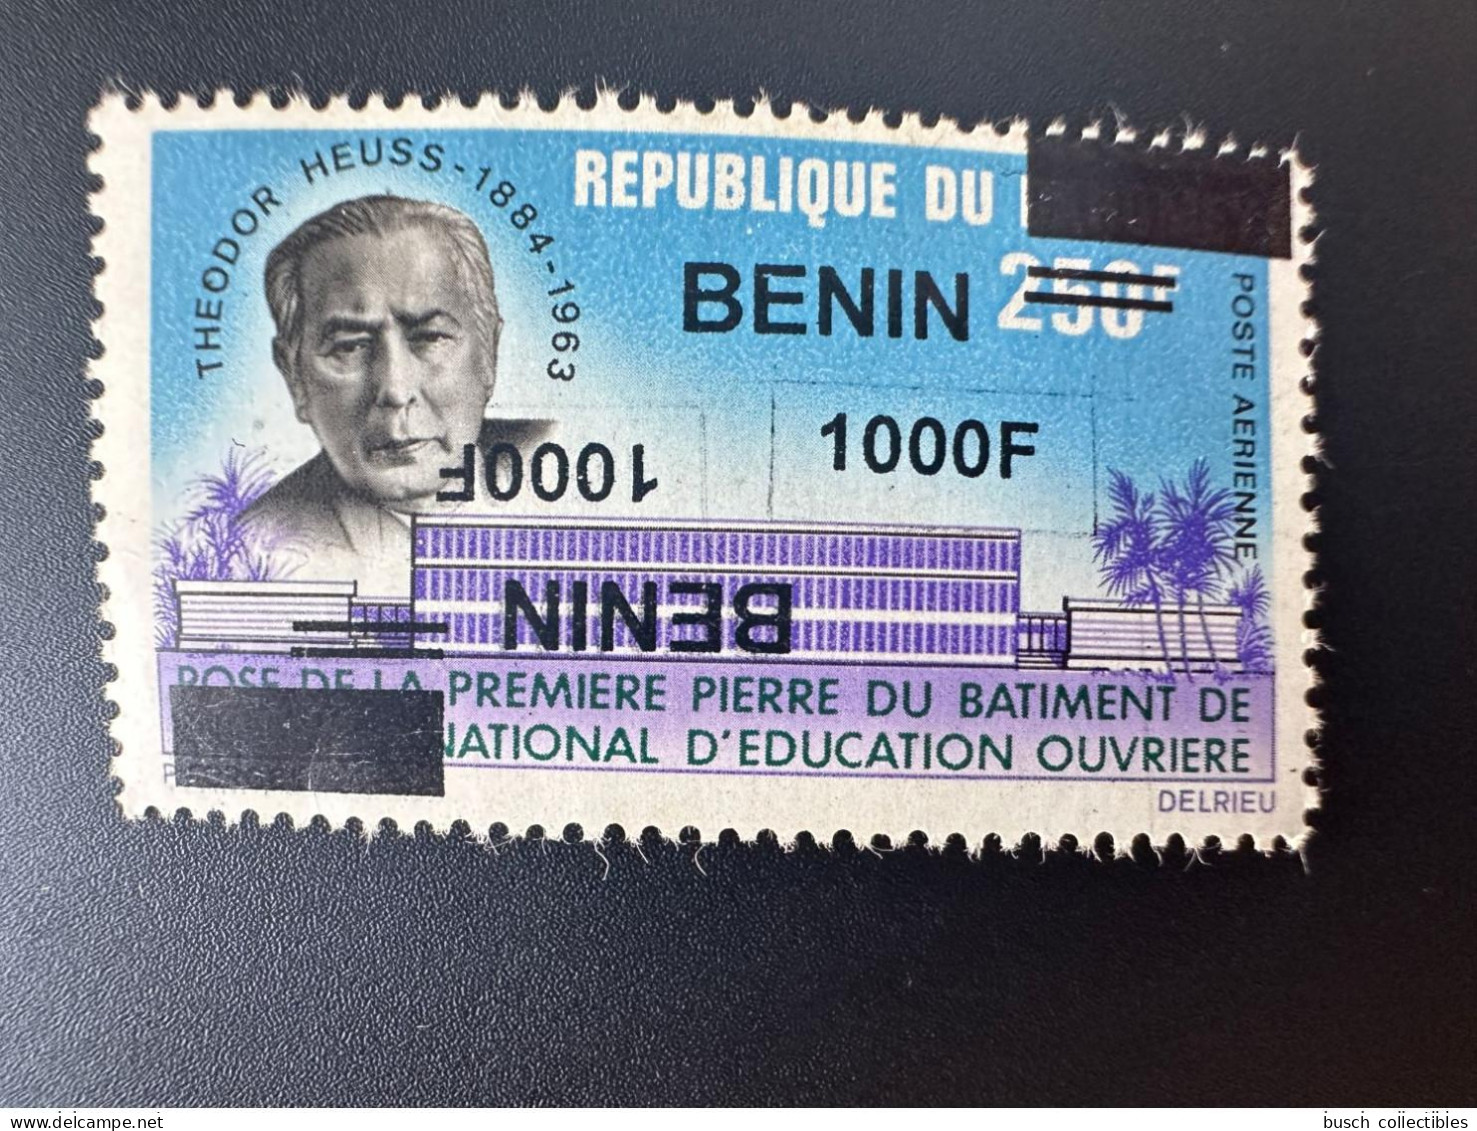 THEODOR HEUSS-1884-1963
REPUBLIQUE DU
BENIN 250F
POSTE AERIENNE
1000F
1000F
BENIN
POSE DE LA PREMIERE PIERRE DU BATIMENT DE
NATIONAL D'EDUCATION OUVRIERE
DELRIEU
delcampe.net
busch collectibles